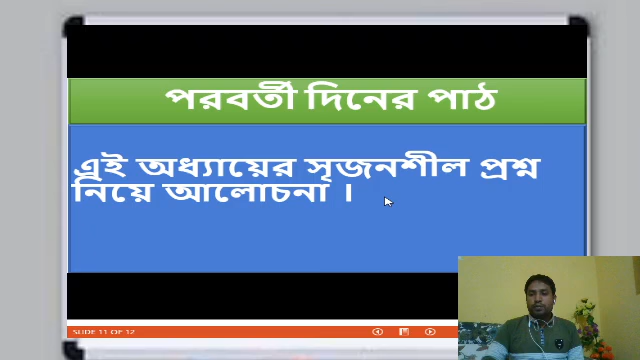 পরবর্তী দিনের পাঠ
এই অধ্যায়ের সৃজনশীল প্রশ্ন
নিয়ে আলোচনা ।
SLIDE 11 OF 12